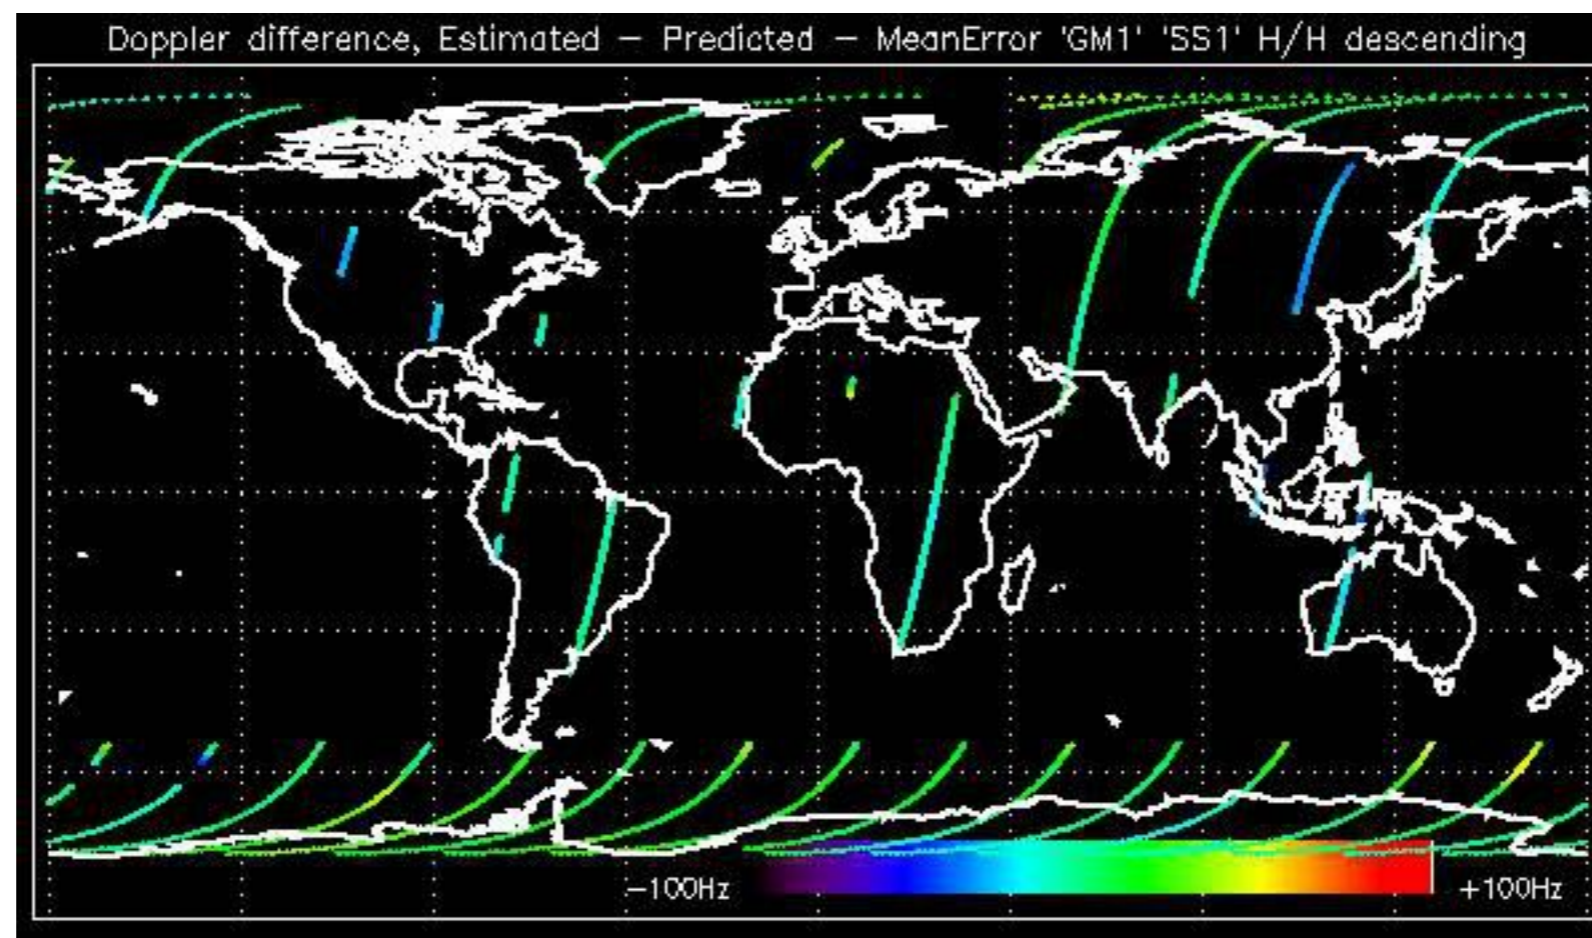 Doppler difference, Estimated — Predicted — MeanError 'GM1' 'SS1' H/H descending
−100Hz +100Hz